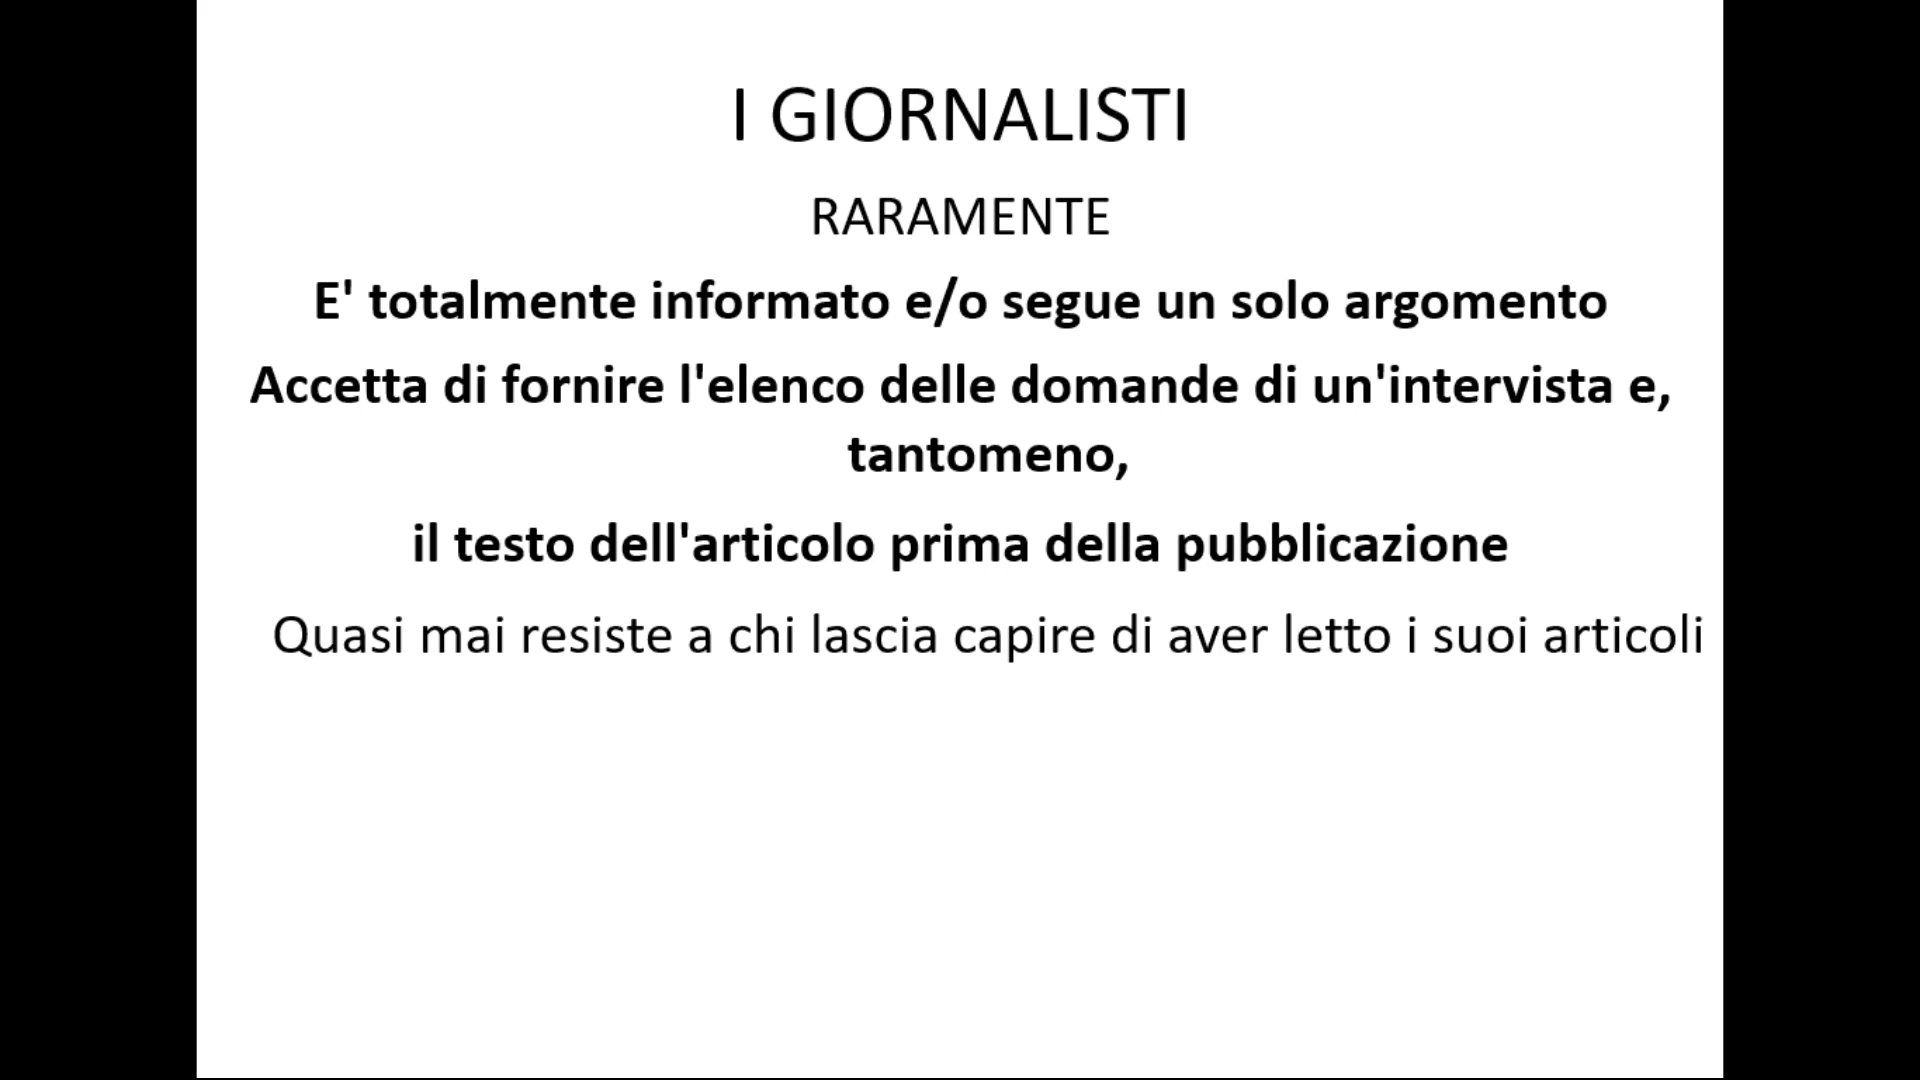 I GIORNALISTI
RARAMENTE
E' totalmente informato e/o segue un solo argomento
Accetta di fornire l'elenco delle domande di un'intervista e,
tantomeno,
il testo dell'articolo prima della pubblicazione
Quasi mai resiste a chi lascia capire di aver letto i suoi articoli